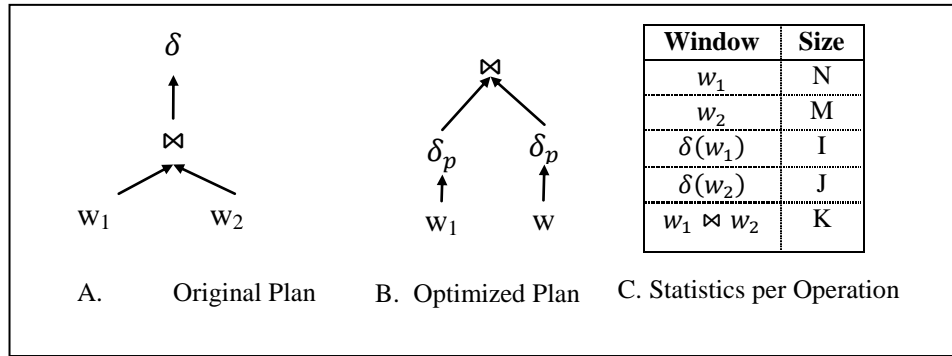 δ
⋈
w₁ w₂
A. Original Plan
⋈
δₚ δₚ
w₁ w
B. Optimized Plan
Window Size
w₁ N
w₂ M
δ(w₁) I
δ(w₂) J
w₁ ⋈ w₂ K
C. Statistics per Operation